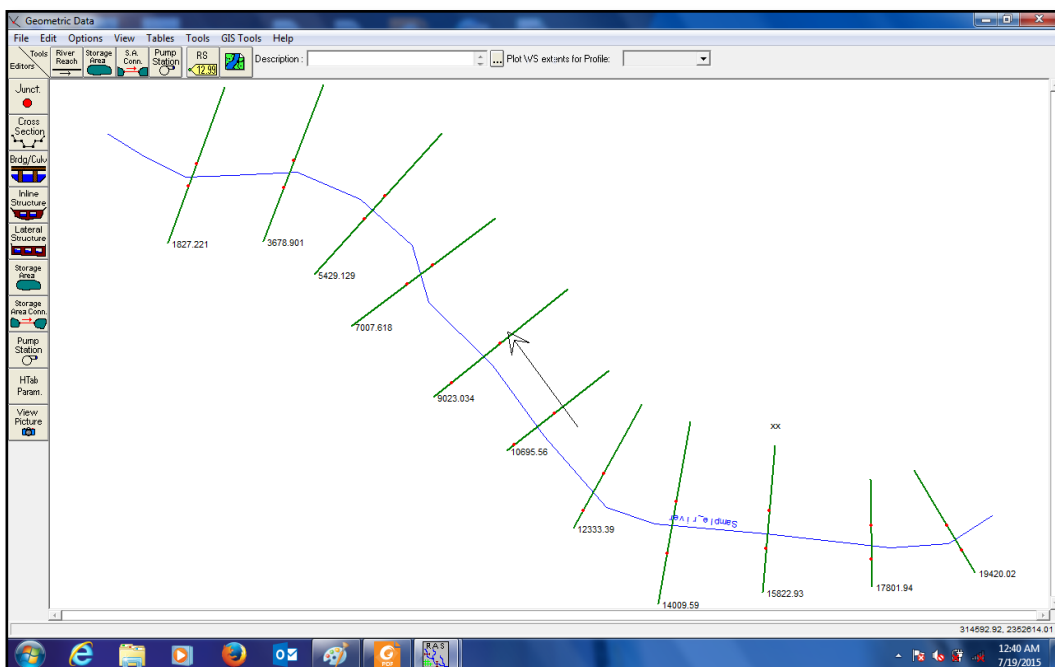 Geometric Data
File Edit Options View Tables Tools GIS Tools Help
Tools
Editors
River
Reach
Storage
Area
S.A.
Conn.
Pump
Station
RS
12.99
Description :
...
Plot WS extents for Profile:
Junct.
Cross
Section
Brdg/Culv
Inline
Structure
Lateral
Structure
Storage
Area
Storage
Area Conn.
Pump
Station
HTab
Param.
View
Picture
1827.221
3678.901
5429.129
7007.618
9023.034
10695.56
12333.39
14009.59
xx
15822.93
17801.94
19420.02
Sample_river
314592.92, 2352614.01
PDF
RAS
12:40 AM
7/19/2015